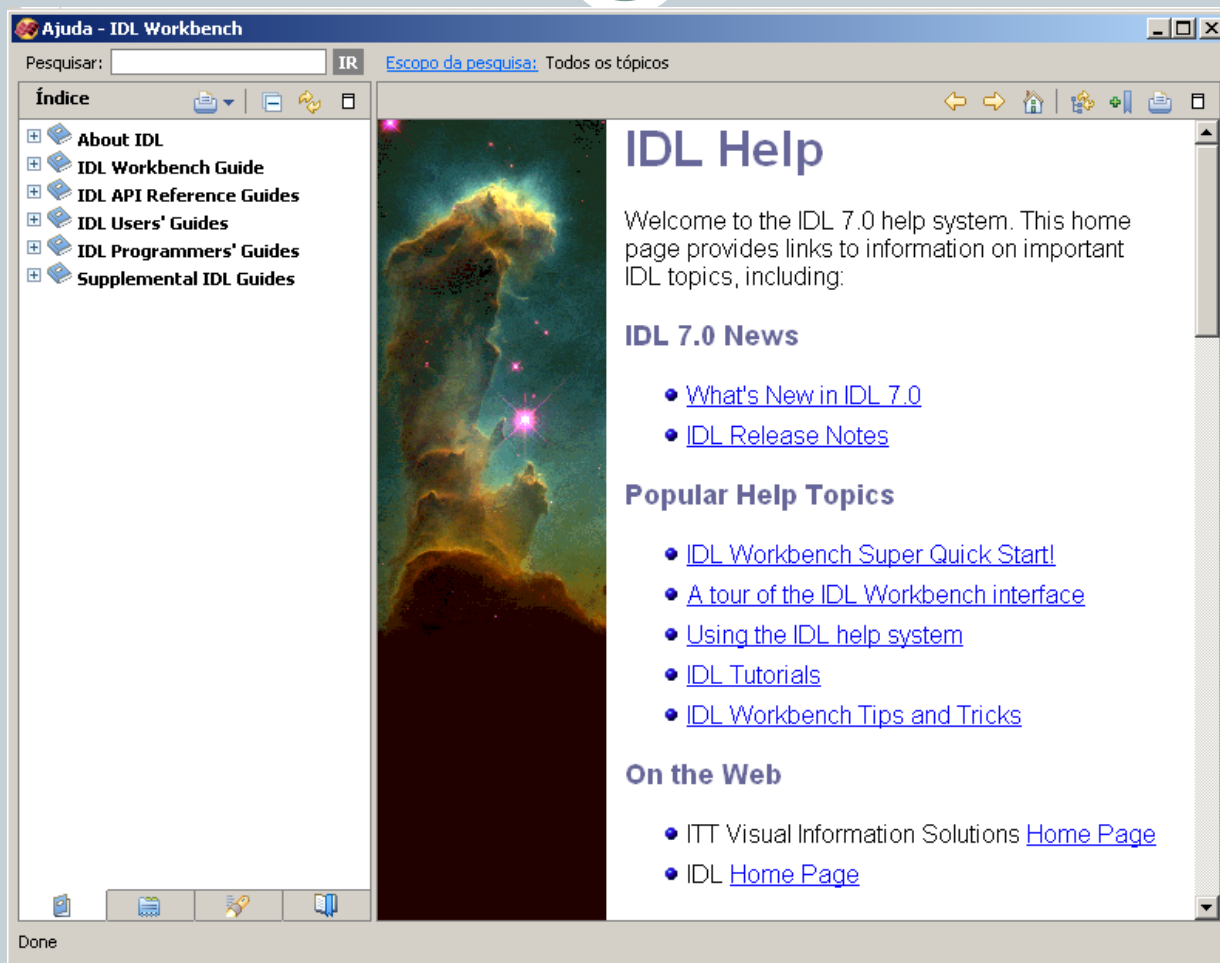 Ajuda - IDL Workbench
Pesquisar:
IR
Escopo da pesquisa: Todos os tópicos
Índice
About IDL
IDL Workbench Guide
IDL API Reference Guides
IDL Users' Guides
IDL Programmers' Guides
Supplemental IDL Guides
IDL Help
Welcome to the IDL 7.0 help system. This home
page provides links to information on important
IDL topics, including:
IDL 7.0 News
What's New in IDL 7.0
IDL Release Notes
Popular Help Topics
IDL Workbench Super Quick Start!
A tour of the IDL Workbench interface
Using the IDL help system
IDL Tutorials
IDL Workbench Tips and Tricks
On the Web
ITT Visual Information Solutions Home Page
IDL Home Page
Done